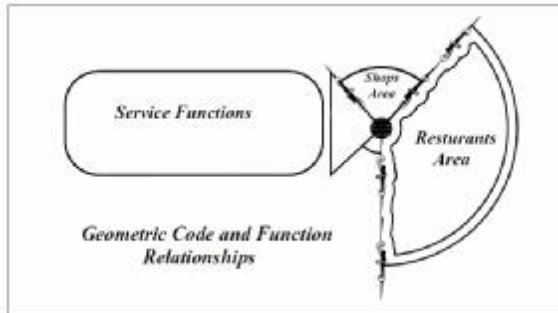 Service Functions
Shops
Area
Resturants
Area
Geometric Code and Function
Relationships